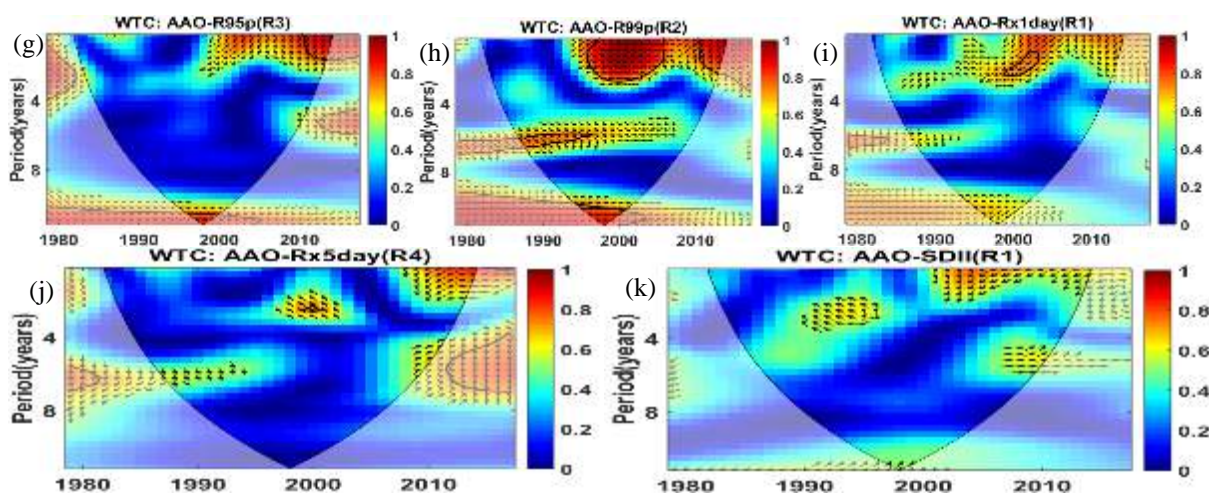 (g)
WTC: AAO-R95p(R3)
Period(years)
4
8
1980 1990 2000 2010
1
0.8
0.6
0.4
0.2
0
(h)
WTC: AAO-R99p(R2)
Period(years)
4
8
1980 1990 2000 2010
1
0.8
0.6
0.4
0.2
0
(i)
WTC: AAO-Rx1day(R1)
Period(years)
4
8
1980 1990 2000 2010
1
0.8
0.6
0.4
0.2
0
(j)
WTC: AAO-Rx5day(R4)
Period(years)
4
8
1980 1990 2000 2010
1
0.8
0.6
0.4
0.2
0
(k)
WTC: AAO-SDII(R1)
Period(years)
4
8
1980 1990 2000 2010
1
0.8
0.6
0.4
0.2
0